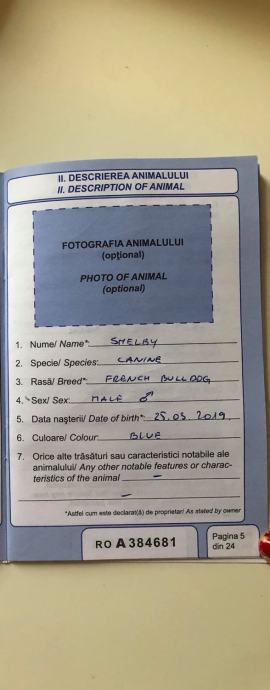 II. DESCRIEREA ANIMALULUI
II. DESCRIPTION OF ANIMAL
FOTOGRAFIA ANIMALULUI
(opțional)
PHOTO OF ANIMAL
(optional)
1. Nume/ Name*: SHELBY
2. Specie/ Species: CANINE
3. Rasă/ Breed*: FRENCH BULLDOG
4. Sex/ Sex: MALE ♂
5. Data nașterii/ Date of birth*: 25.03.2019
6. Culoare/ Colour: BLUE
7. Orice alte trăsături sau caracteristici notabile ale
animalului/ Any other notable features or charac-
teristics of the animal –
–
*Astfel cum este declarat(ă) de proprietar/ As stated by owner
RO A 384681
Pagina 5
din 24